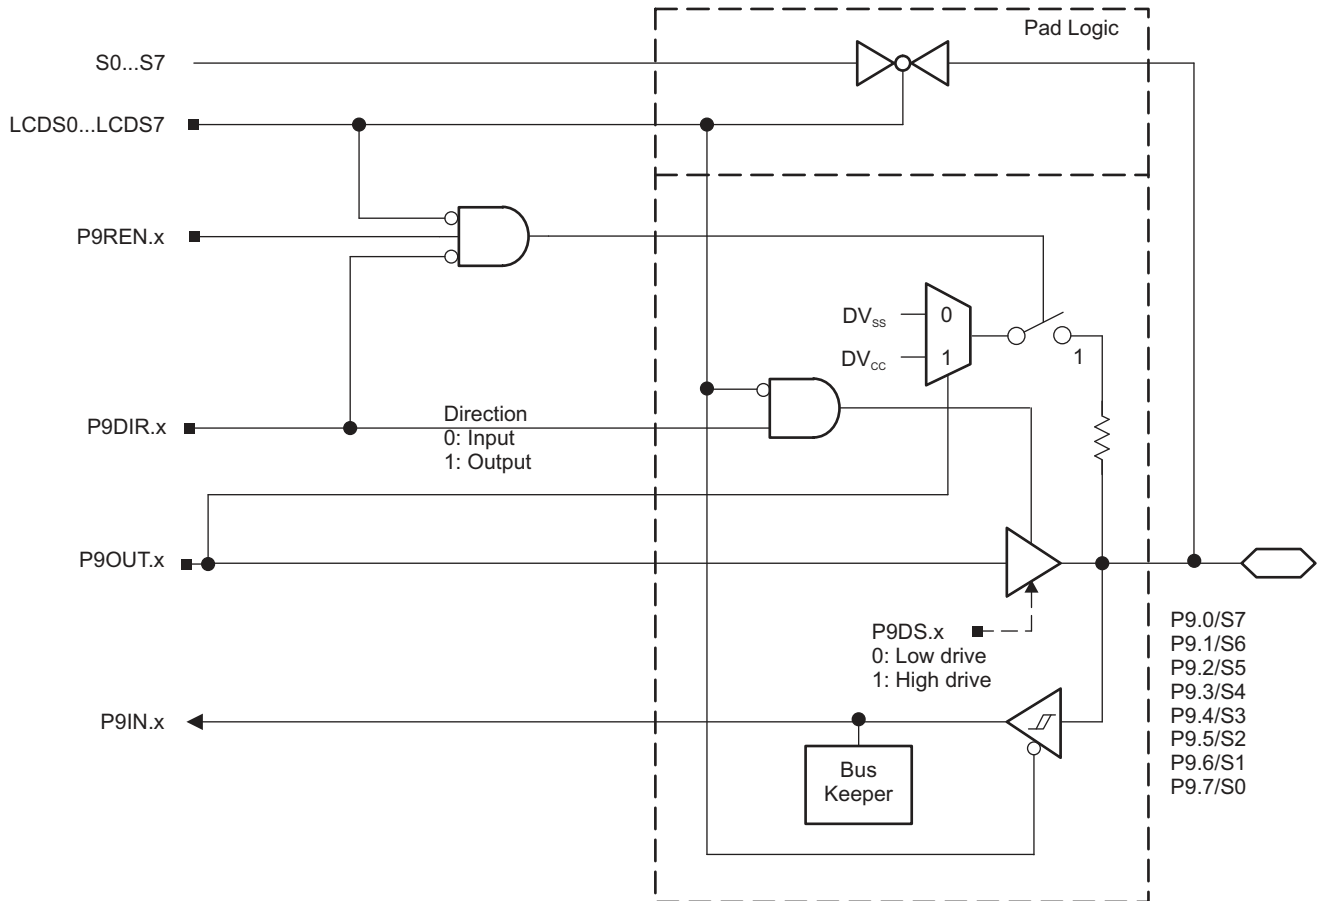 Pad Logic
S0...S7
LCDS0...LCDS7
P9REN.x
DVSS
0
DVCC
1
1
P9DIR.x
Direction
0: Input
1: Output
P9OUT.x
P9DS.x
0: Low drive
1: High drive
P9.0/S7
P9.1/S6
P9.2/S5
P9.3/S4
P9.4/S3
P9.5/S2
P9.6/S1
P9.7/S0
P9IN.x
Bus
Keeper